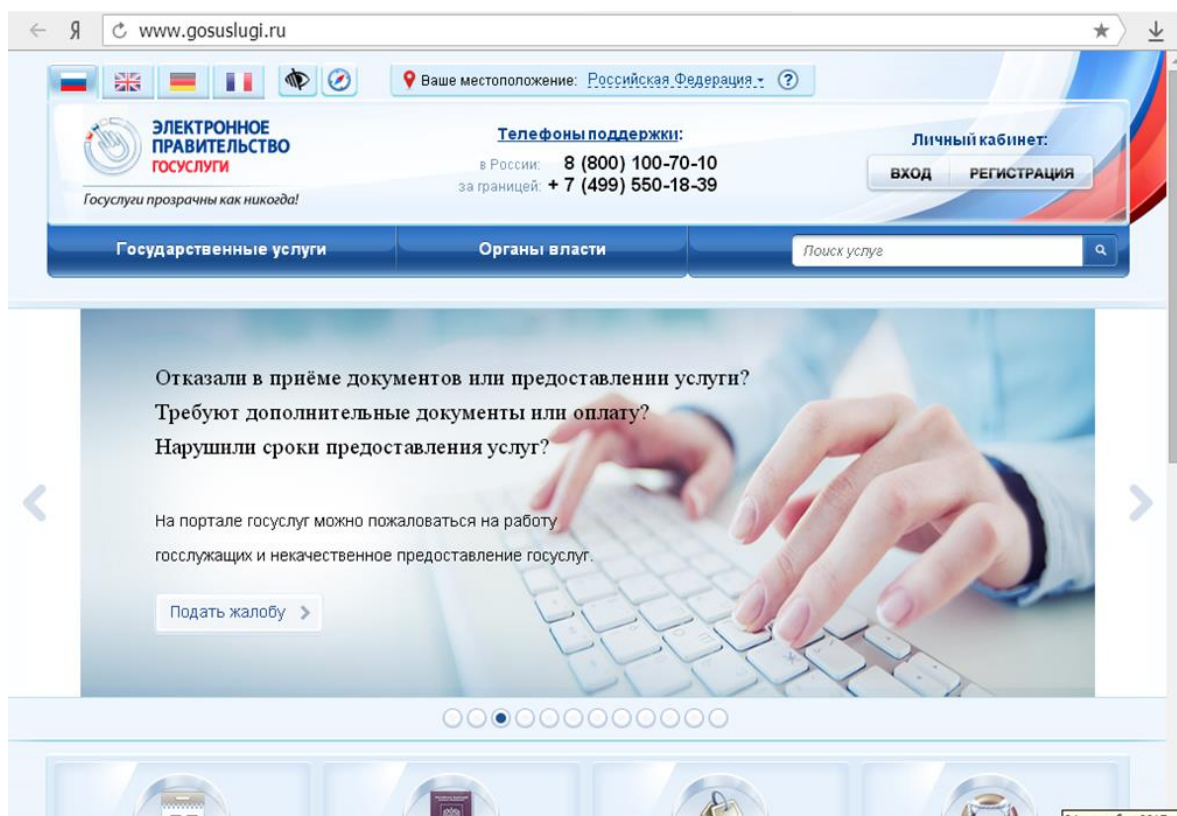 Я www.gosuslugi.ru
Ваше местоположение: Российская Федерация ?
ЭЛЕКТРОННОЕ
ПРАВИТЕЛЬСТВО
ГОСУСЛУГИ
Госуслуги прозрачны как никогда!
Телефоны поддержки:
в России: 8 (800) 100-70-10
за границей: + 7 (499) 550-18-39
Личный кабинет:
ВХОД РЕГИСТРАЦИЯ
Государственные услуги Органы власти Поиск услуг
Отказали в приёме документов или предоставлении услуги?
Требуют дополнительные документы или оплату?
Нарушили сроки предоставления услуг?
На портале госуслуг можно пожаловаться на работу
госслужащих и некачественное предоставление госуслуг.
Подать жалобу